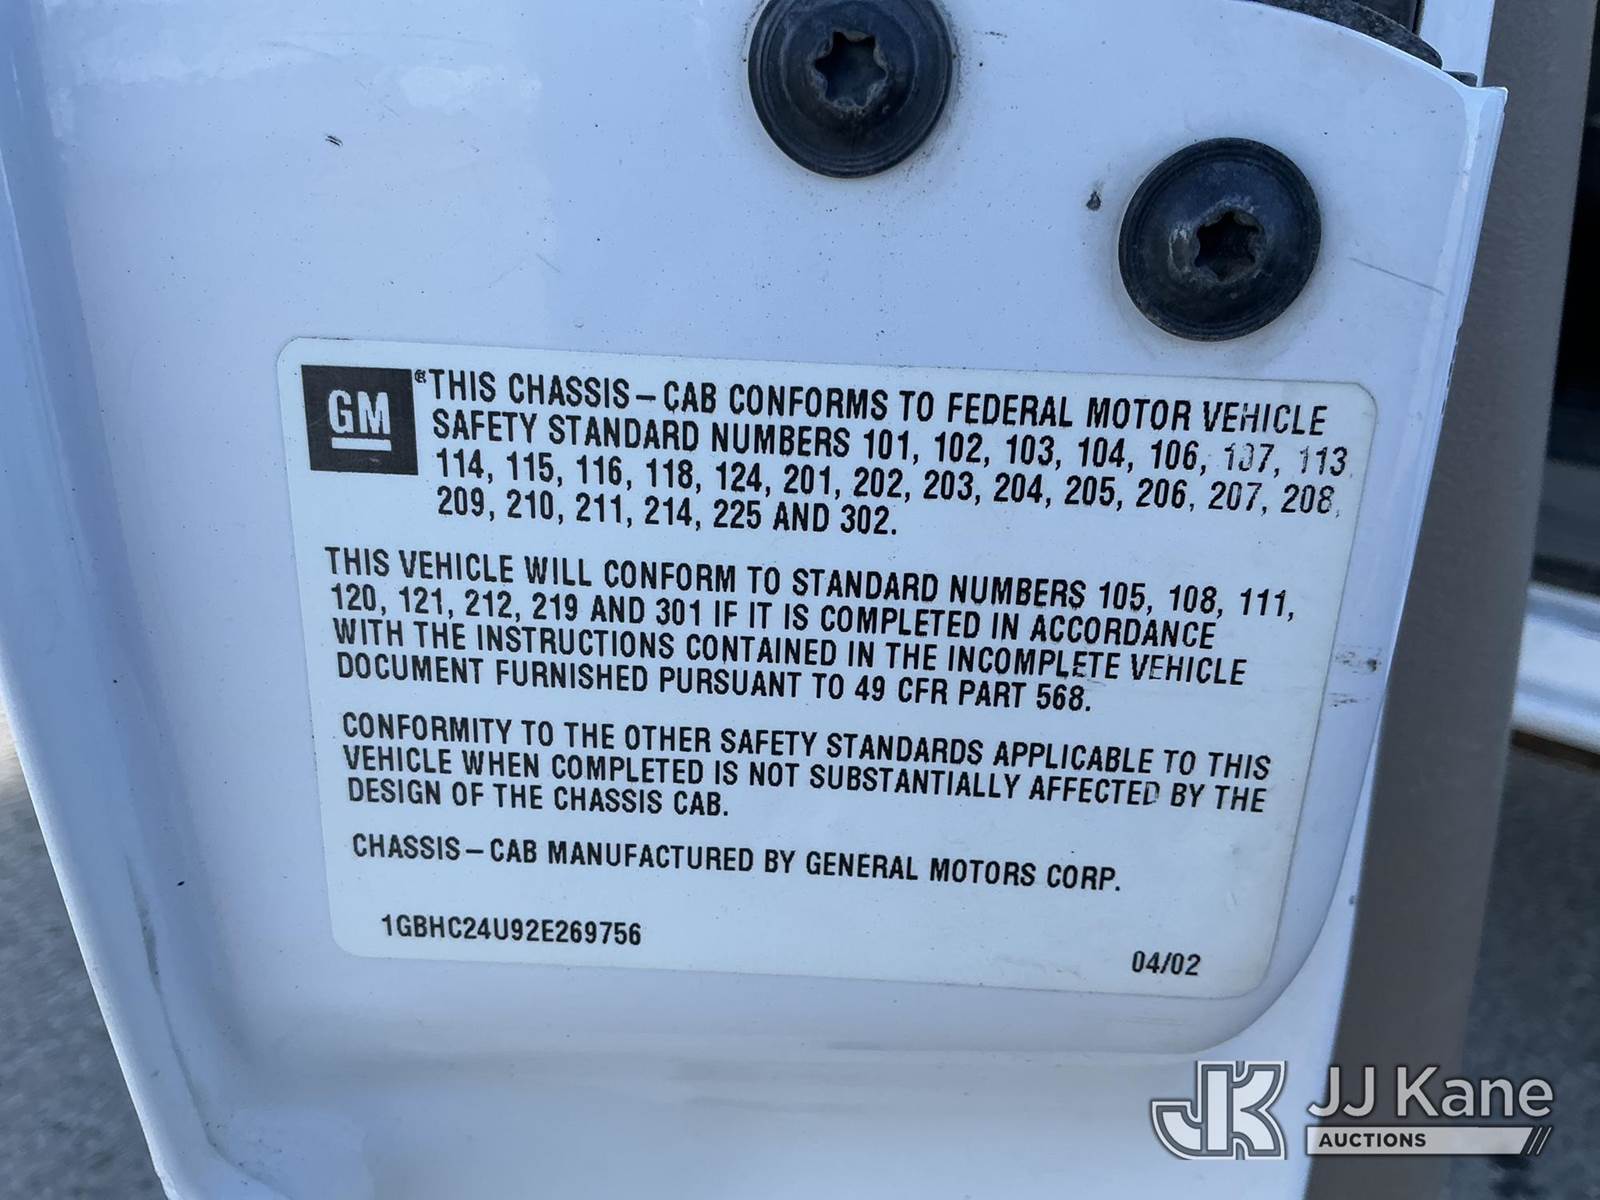 GM
®THIS CHASSIS–CAB CONFORMS TO FEDERAL MOTOR VEHICLE
SAFETY STANDARD NUMBERS 101, 102, 103, 104, 106, 107, 113
114, 115, 116, 118, 124, 201, 202, 203, 204, 205, 206, 207, 208,
209, 210, 211, 214, 225 AND 302.
THIS VEHICLE WILL CONFORM TO STANDARD NUMBERS 105, 108, 111,
120, 121, 212, 219 AND 301 IF IT IS COMPLETED IN ACCORDANCE
WITH THE INSTRUCTIONS CONTAINED IN THE INCOMPLETE VEHICLE
DOCUMENT FURNISHED PURSUANT TO 49 CFR PART 568.
CONFORMITY TO THE OTHER SAFETY STANDARDS APPLICABLE TO THIS
VEHICLE WHEN COMPLETED IS NOT SUBSTANTIALLY AFFECTED BY THE
DESIGN OF THE CHASSIS CAB.
CHASSIS–CAB MANUFACTURED BY GENERAL MOTORS CORP.
1GBHC24U92E269756
04/02
JK
JJ Kane
AUCTIONS